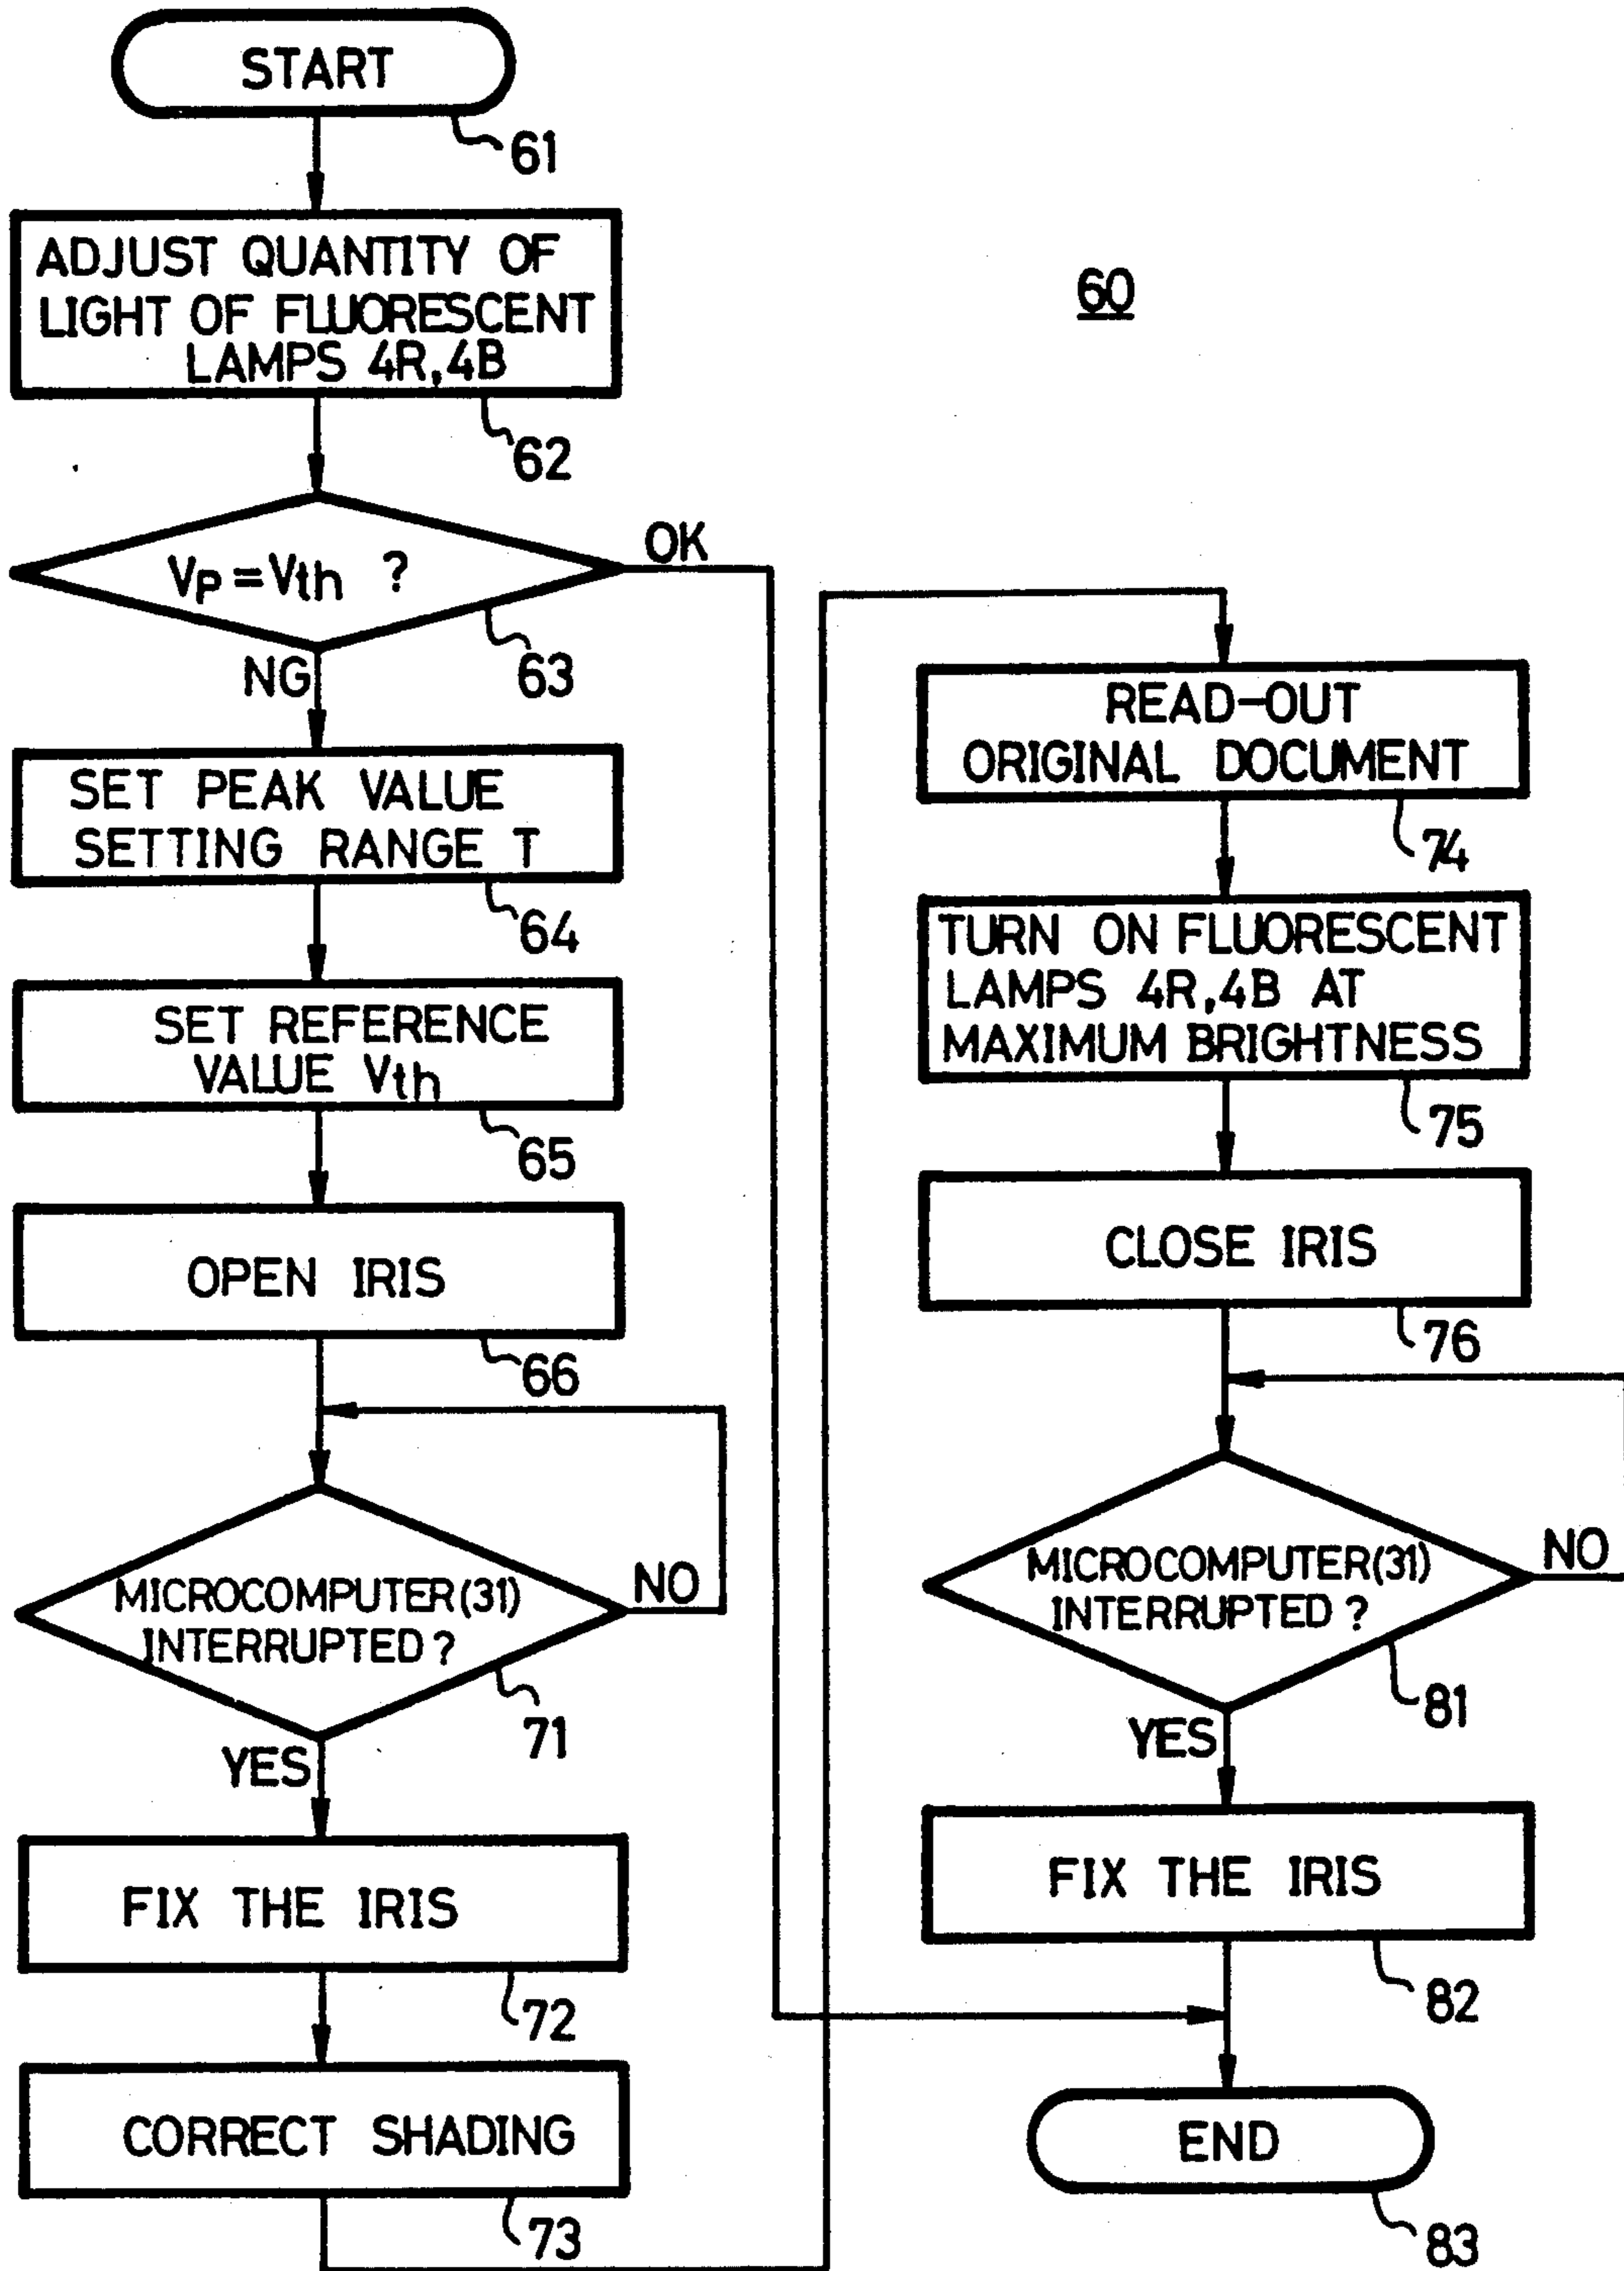 START
61
ADJUST QUANTITY OF
LIGHT OF FLUORESCENT
LAMPS 4R,4B
62
60
VP=Vth ?
OK
63
NG
SET PEAK VALUE
SETTING RANGE T
64
SET REFERENCE
VALUE Vth
65
OPEN IRIS
66
MICROCOMPUTER(31)
INTERRUPTED?
NO
71
YES
FIX THE IRIS
72
CORRECT SHADING
73
READ-OUT
ORIGINAL DOCUMENT
74
TURN ON FLUORESCENT
LAMPS 4R,4B AT
MAXIMUM BRIGHTNESS
75
CLOSE IRIS
76
MICROCOMPUTER(31)
INTERRUPTED?
NO
81
YES
FIX THE IRIS
82
END
83